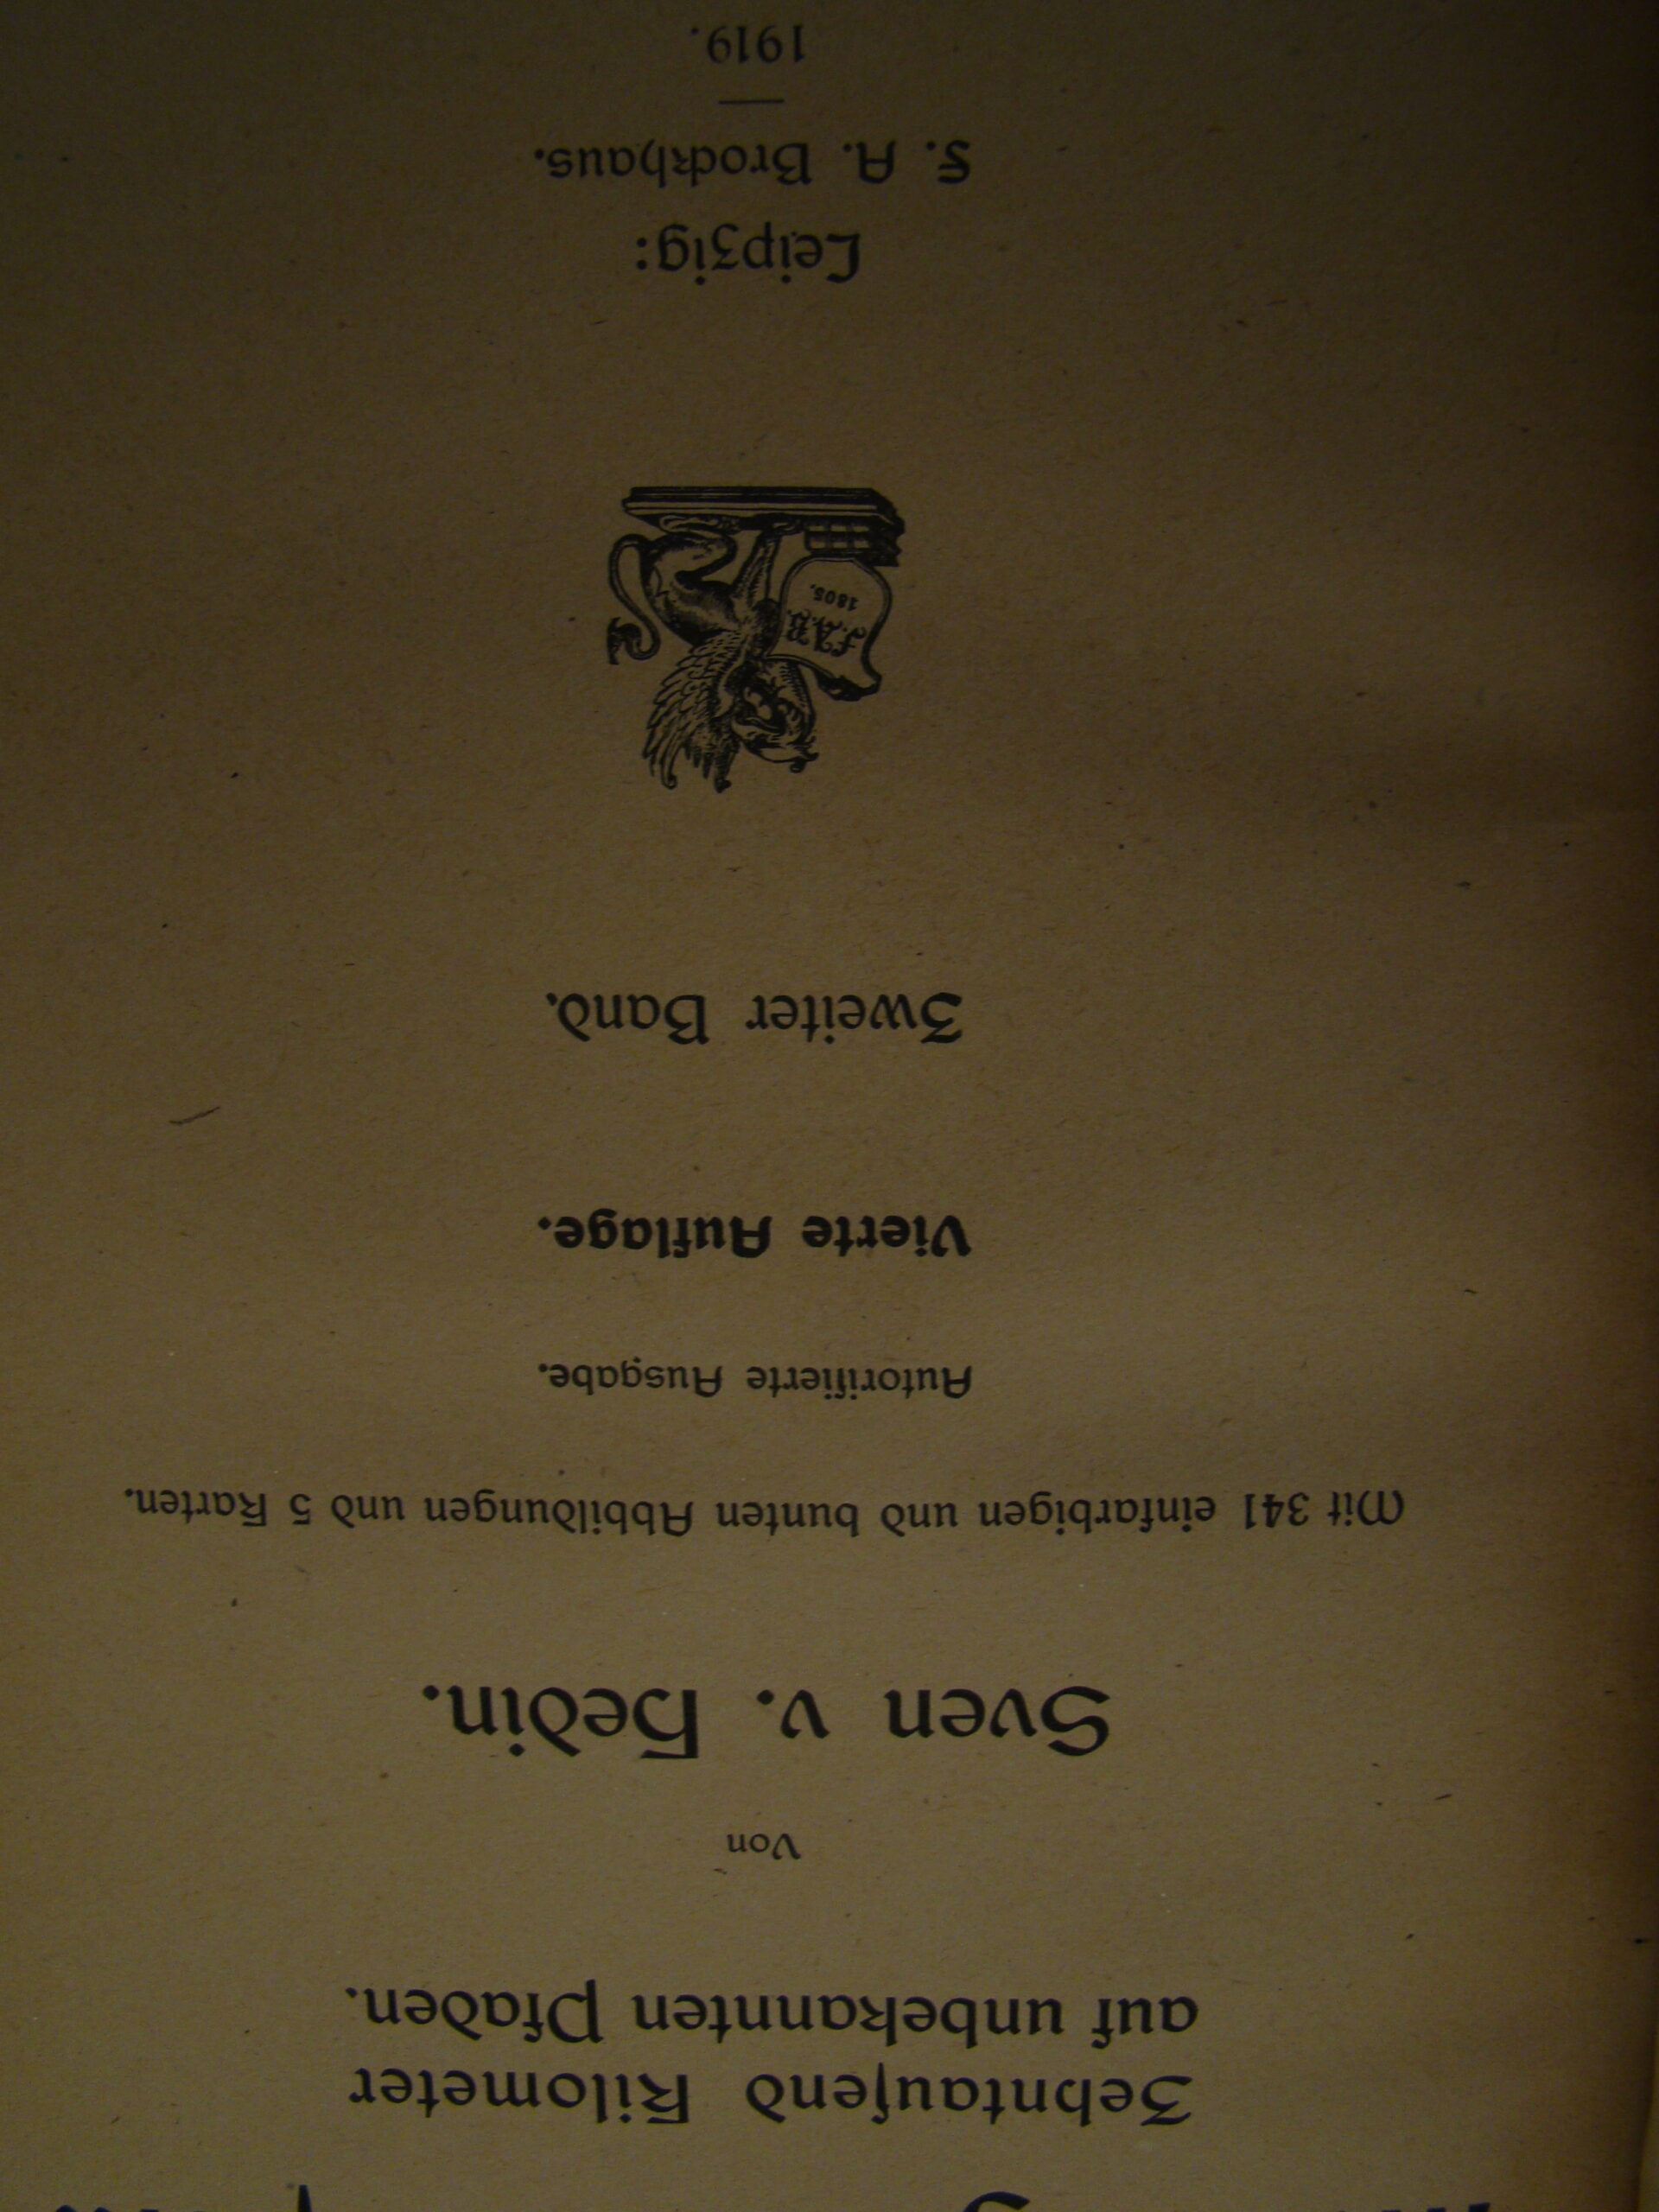 Zehntausend Kilometer
auf unbekannten Pfaden.
Von
Sven v. Hedin.
Mit 341 einfarbigen und bunten Abbildungen und 5 Karten.
Autorisierte Ausgabe.
Vierte Auflage.
Zweiter Band.
F.A.B.
1805.
Leipzig:
F. A. Brockhaus.
1919.